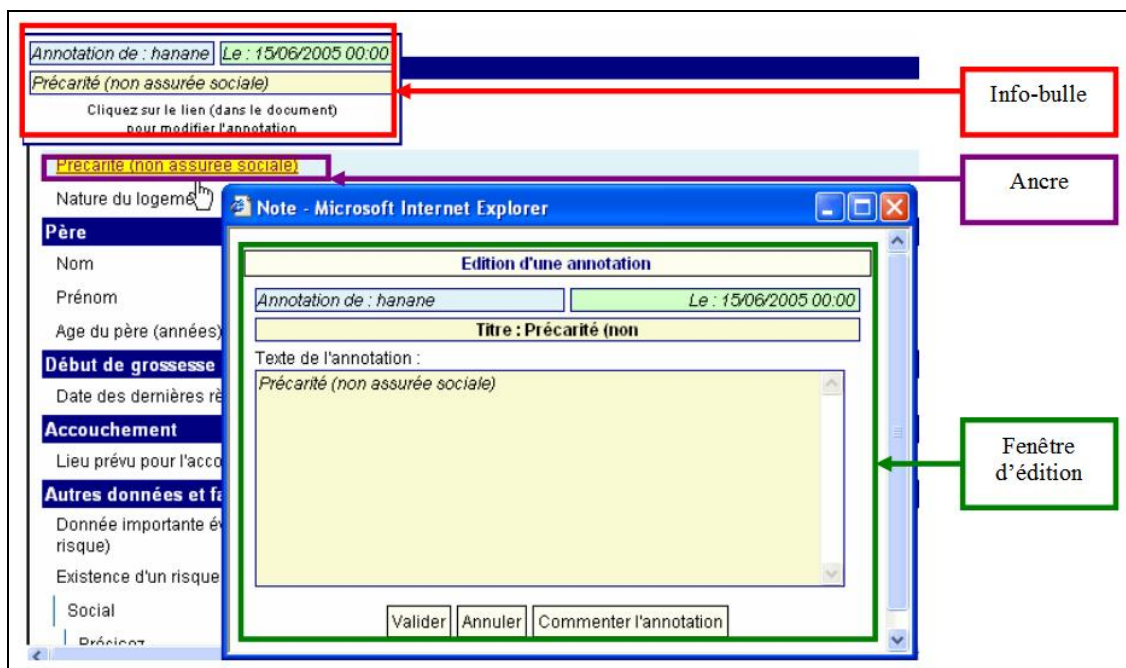 Annotation de : hanane Le : 15/06/2005 00:00
Précarité (non assurée sociale)
Cliquez sur le lien (dans le document)
pour modifier l'annotation
Info-bulle
Précarité (non assurée sociale)
Ancre
Nature du logeme
Note - Microsoft Internet Explorer
Père
Nom
Prénom
Age du père (années)
Début de grossesse
Date des dernières rè
Accouchement
Lieu prévu pour l'acco
Autres données et fa
Donnée importante év
risque)
Existence d'un risque
Social
Précisez
Edition d'une annotation
Annotation de : hanane Le : 15/06/2005 00:00
Titre : Précarité (non
Texte de l'annotation :
Précarité (non assurée sociale)
Valider Annuler Commenter l'annotation
Fenêtre
d'édition